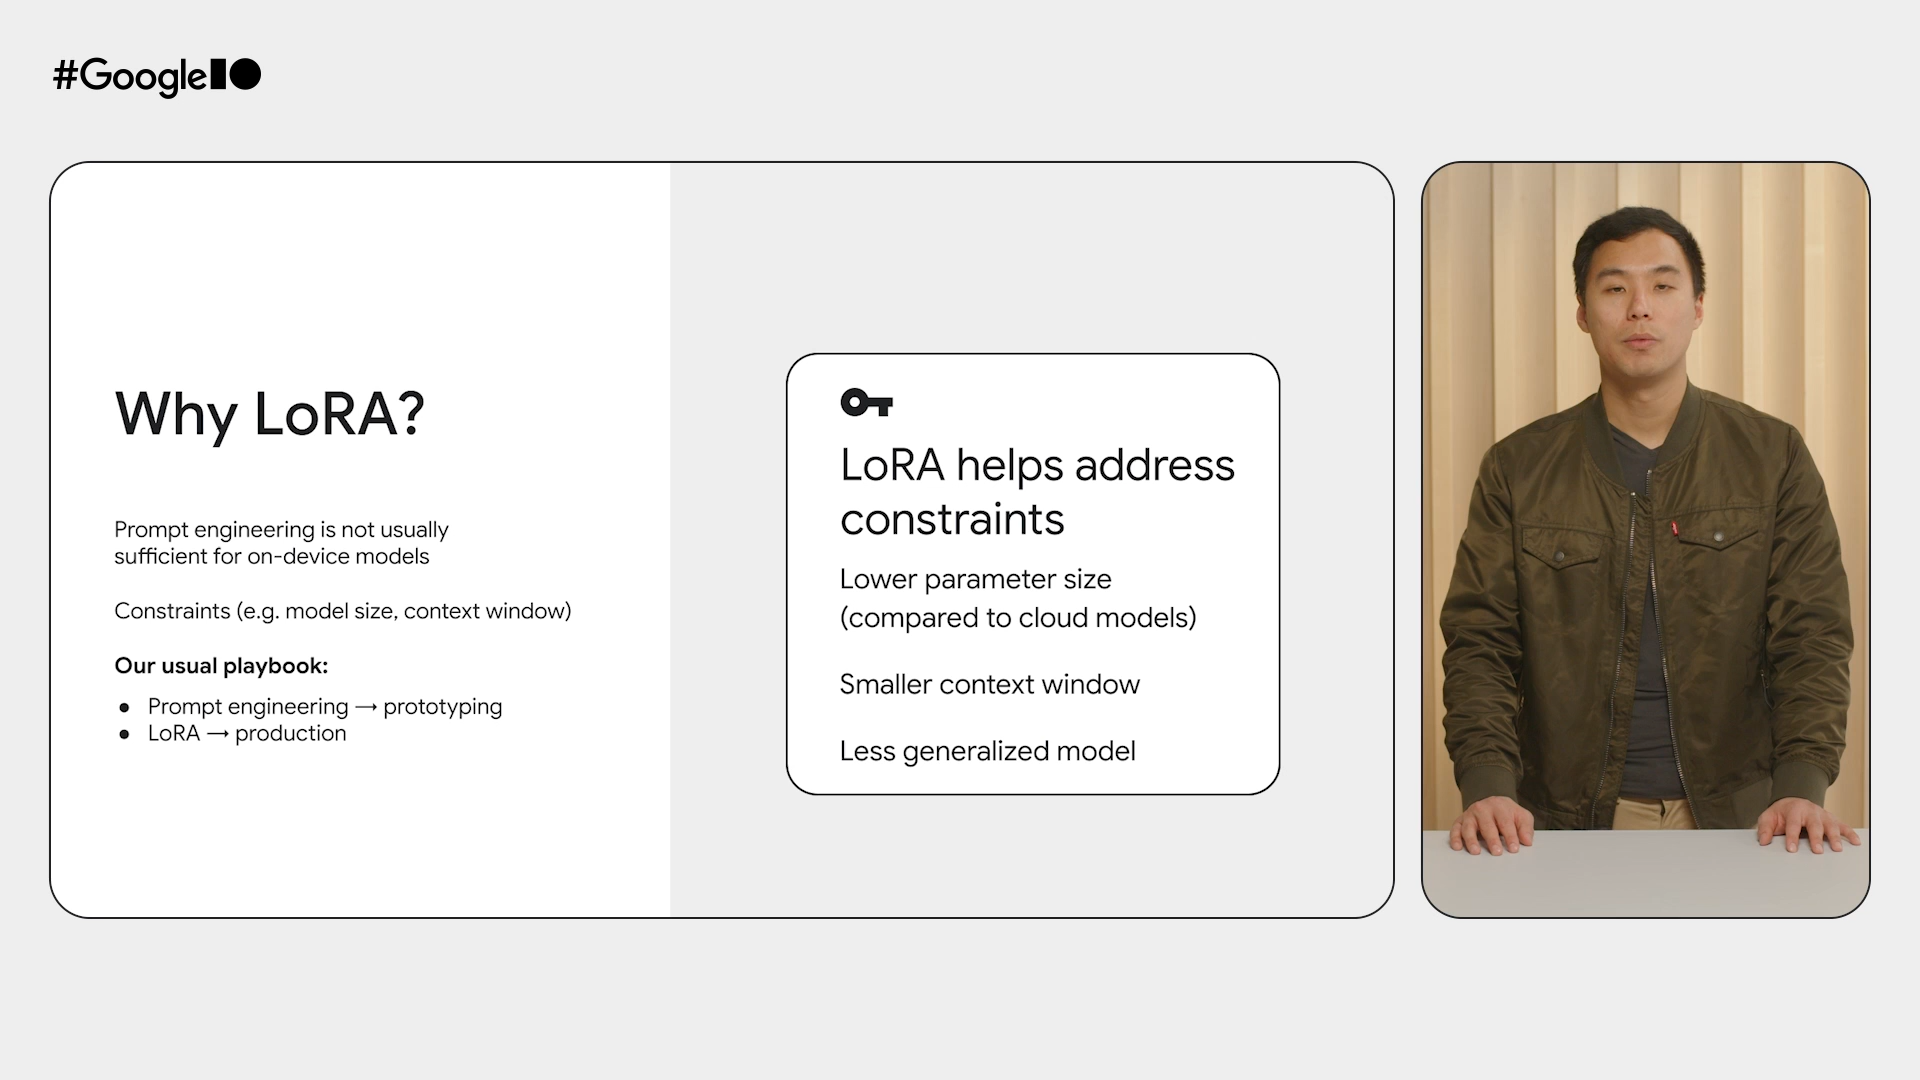 #GoogleIO
Why LoRA?
Prompt engineering is not usually
sufficient for on-device models
Constraints (e.g. model size, context window)
Our usual playbook:
● Prompt engineering → prototyping
● LoRA → production
LoRA helps address
constraints
Lower parameter size
(compared to cloud models)
Smaller context window
Less generalized model